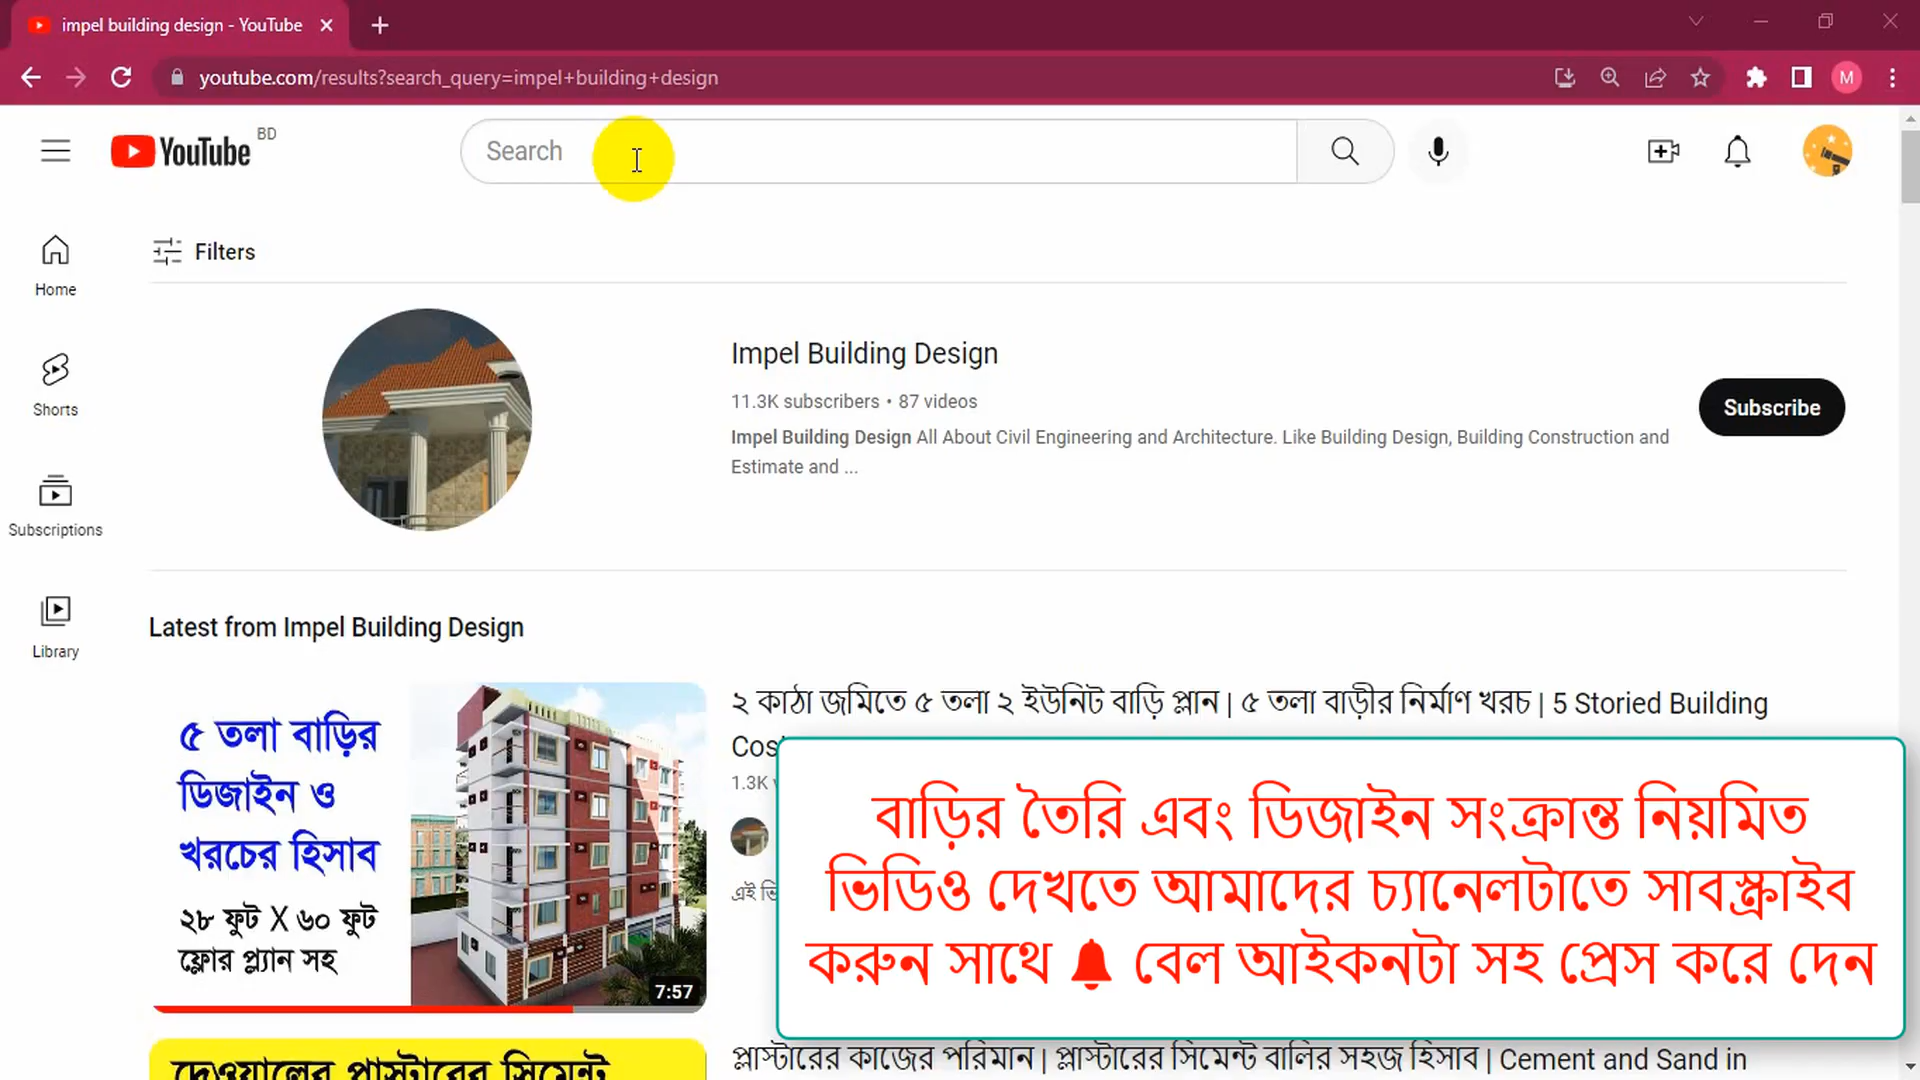 impel building design - YouTube
youtube.com/results?search_query=impel+building+design
M
YouTube BD
Search
Filters
Home
Shorts
Subscriptions
Library
Impel Building Design
11.3K subscribers • 87 videos
Impel Building Design All About Civil Engineering and Architecture. Like Building Design, Building Construction and
Estimate and ...
Subscribe
Latest from Impel Building Design
৫ তলা বাড়ির
ডিজাইন ও
খরচের হিসাব
২৮ ফুট X ৬০ ফুট
ফ্লোর প্ল্যান সহ
7:57
২ কাঠা জমিতে ৫ তলা ২ ইউনিট বাড়ি প্লান | ৫ তলা বাড়ীর নির্মাণ খরচ | 5 Storied Building
1.3K
এই
বাড়ির তৈরি এবং ডিজাইন সংক্রান্ত নিয়মিত
ভিডিও দেখতে আমাদের চ্যানেলটাতে সাবস্ক্রাইব
করুন সাথে বেল আইকনটা সহ প্রেস করে দেন
দেওয়ালের প্লাস্টারের সিমেন্ট
প্লাস্টারের কাজের পরিমান | প্লাস্টারের সিমেন্ট বালির সহজ হিসাব | Cement and Sand in